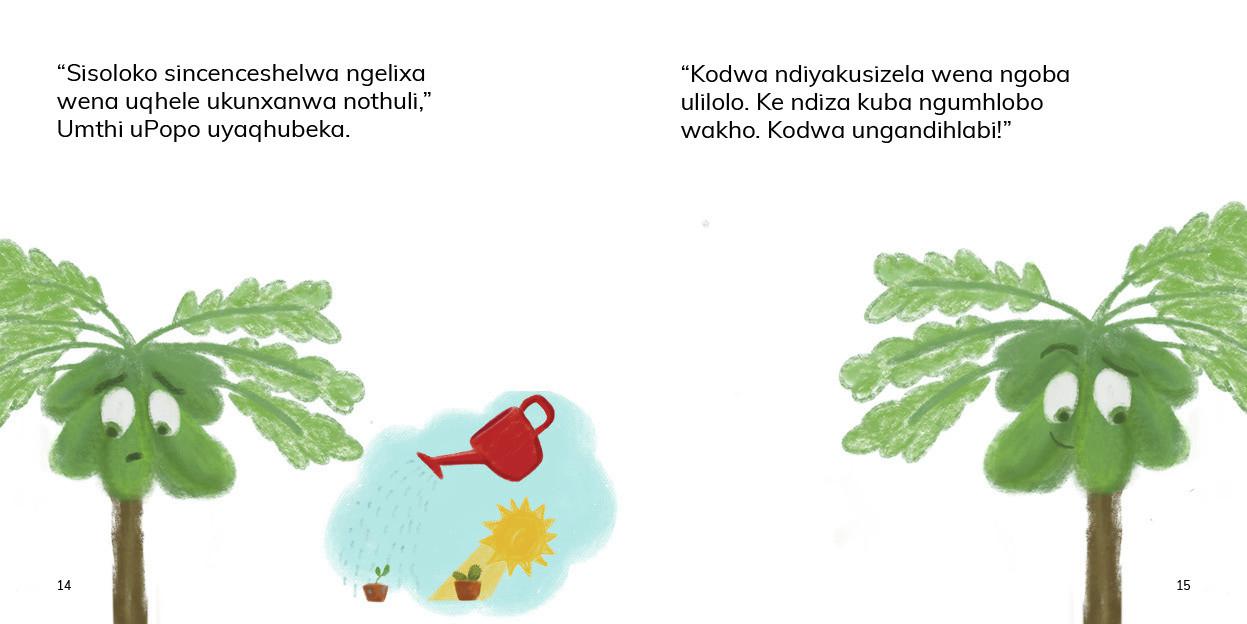 “Sisoloko sincenceshelwa ngelixa
wena uqhele ukunxanwa nothuli,”
Umthi uPopo uyaqhubeka.
14
“Kodwa ndiyakusizela wena ngoba
ulilolo. Ke ndiza kuba ngumhlobo
wakho. Kodwa ungandihlabi!”
15